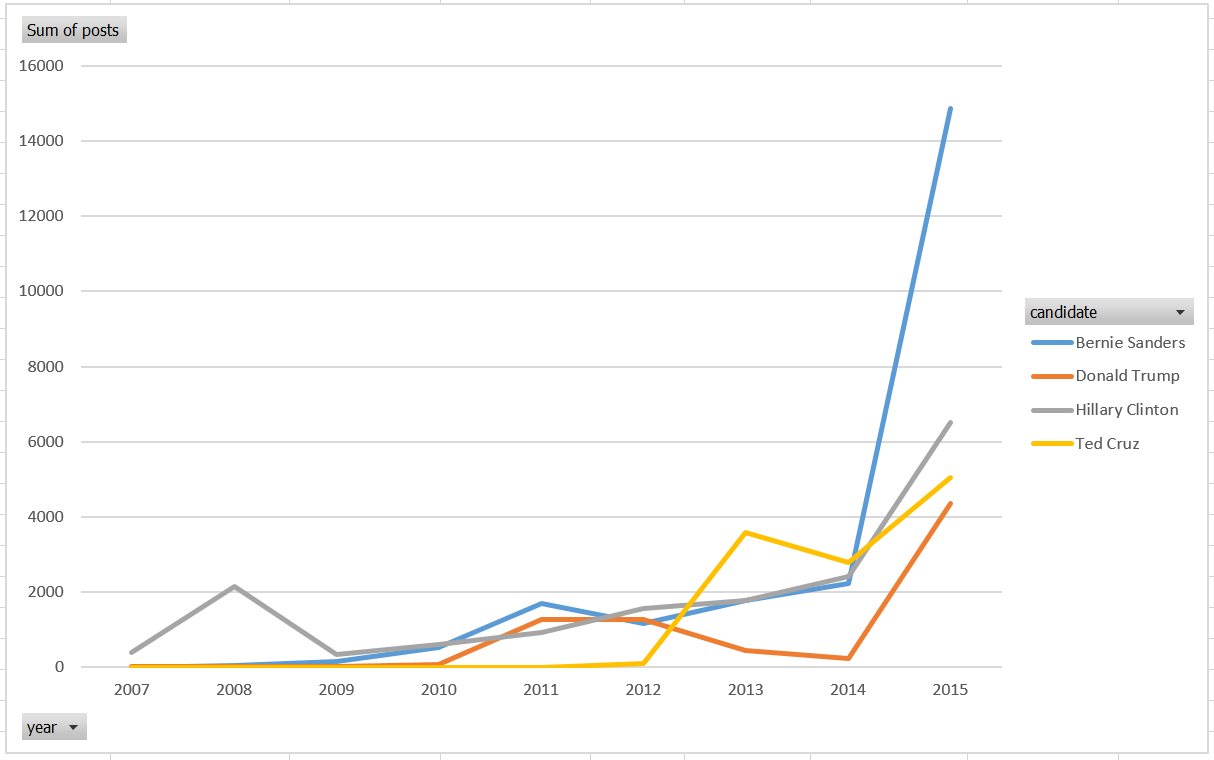 Sum of posts
16000
14000
12000
10000
8000
6000
4000
2000
0
2007 2008 2009 2010 2011 2012 2013 2014 2015
candidate
Bernie Sanders
Donald Trump
Hillary Clinton
Ted Cruz
year